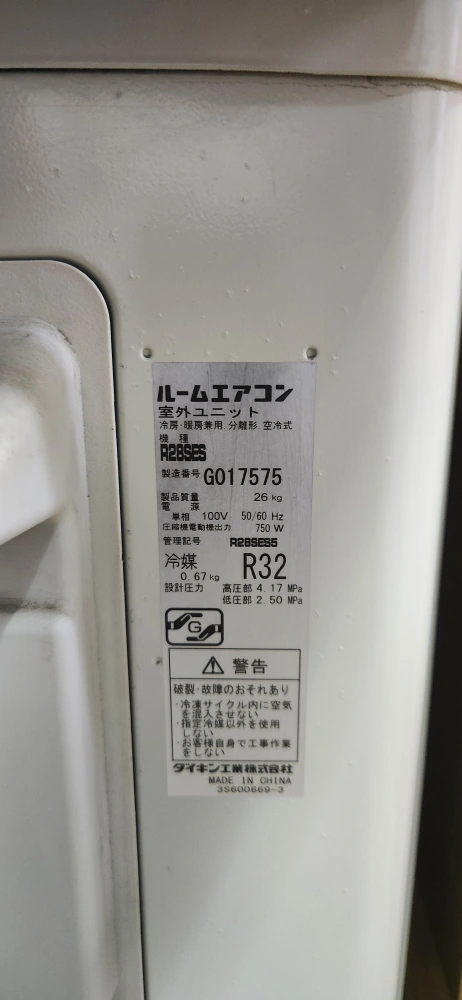 ルームエアコン
室外ユニット
冷房・暖房兼用,分離形,空冷式
機種
R28SES
製造番号 G017575
製品質量 26 kg
電源
単相 100V 50/60 Hz
圧縮機電動機出力 750 W
管理記号 R28SES5
冷媒 R32
0.67 kg
設計圧力 高圧部 4.17 MPa
低圧部 2.50 MPa
G
警告
破裂・故障のおそれあり
・冷凍サイクル内に空気
を混入させない
・指定冷媒以外を使用
しない
・お客様自身で工事作業
をしない
ダイキン工業株式会社
MADE IN CHINA
3S600669-3